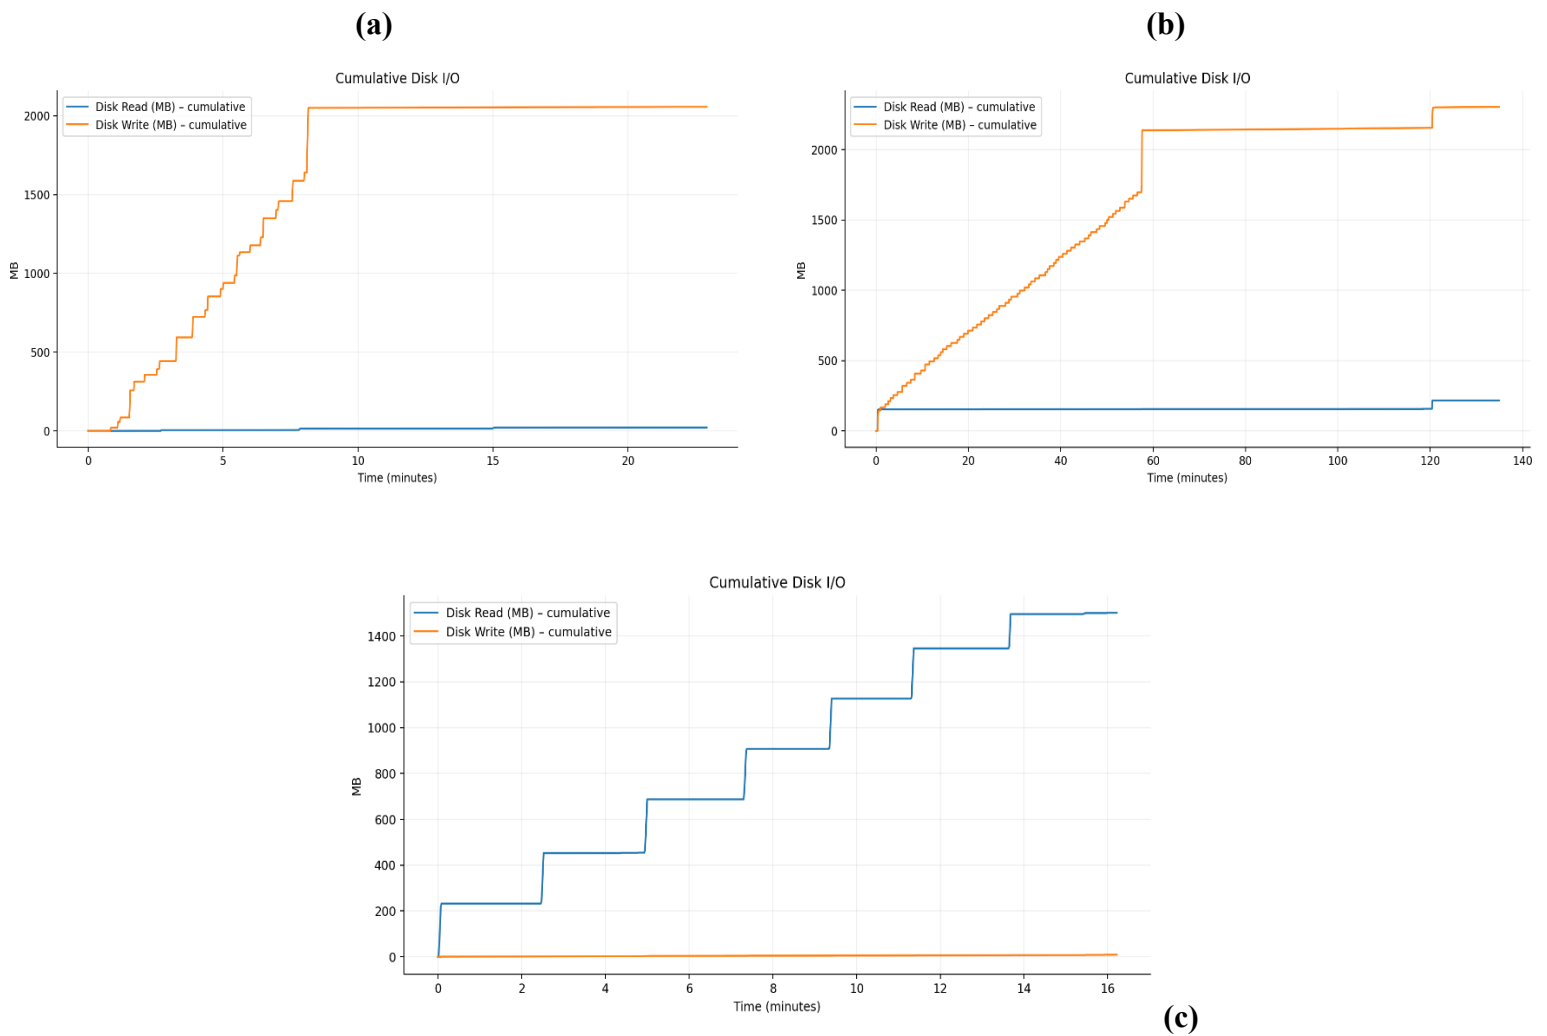 (a)
Cumulative Disk I/O
Disk Read (MB) – cumulative
Disk Write (MB) – cumulative
2000
1500
1000
500
0
MB
0 5 10 15 20
Time (minutes)
(b)
Cumulative Disk I/O
Disk Read (MB) – cumulative
Disk Write (MB) – cumulative
2000
1500
1000
500
0
MB
0 20 40 60 80 100 120 140
Time (minutes)
Cumulative Disk I/O
Disk Read (MB) – cumulative
Disk Write (MB) – cumulative
1400
1200
1000
800
600
400
200
0
MB
0 2 4 6 8 10 12 14 16
Time (minutes)
(c)